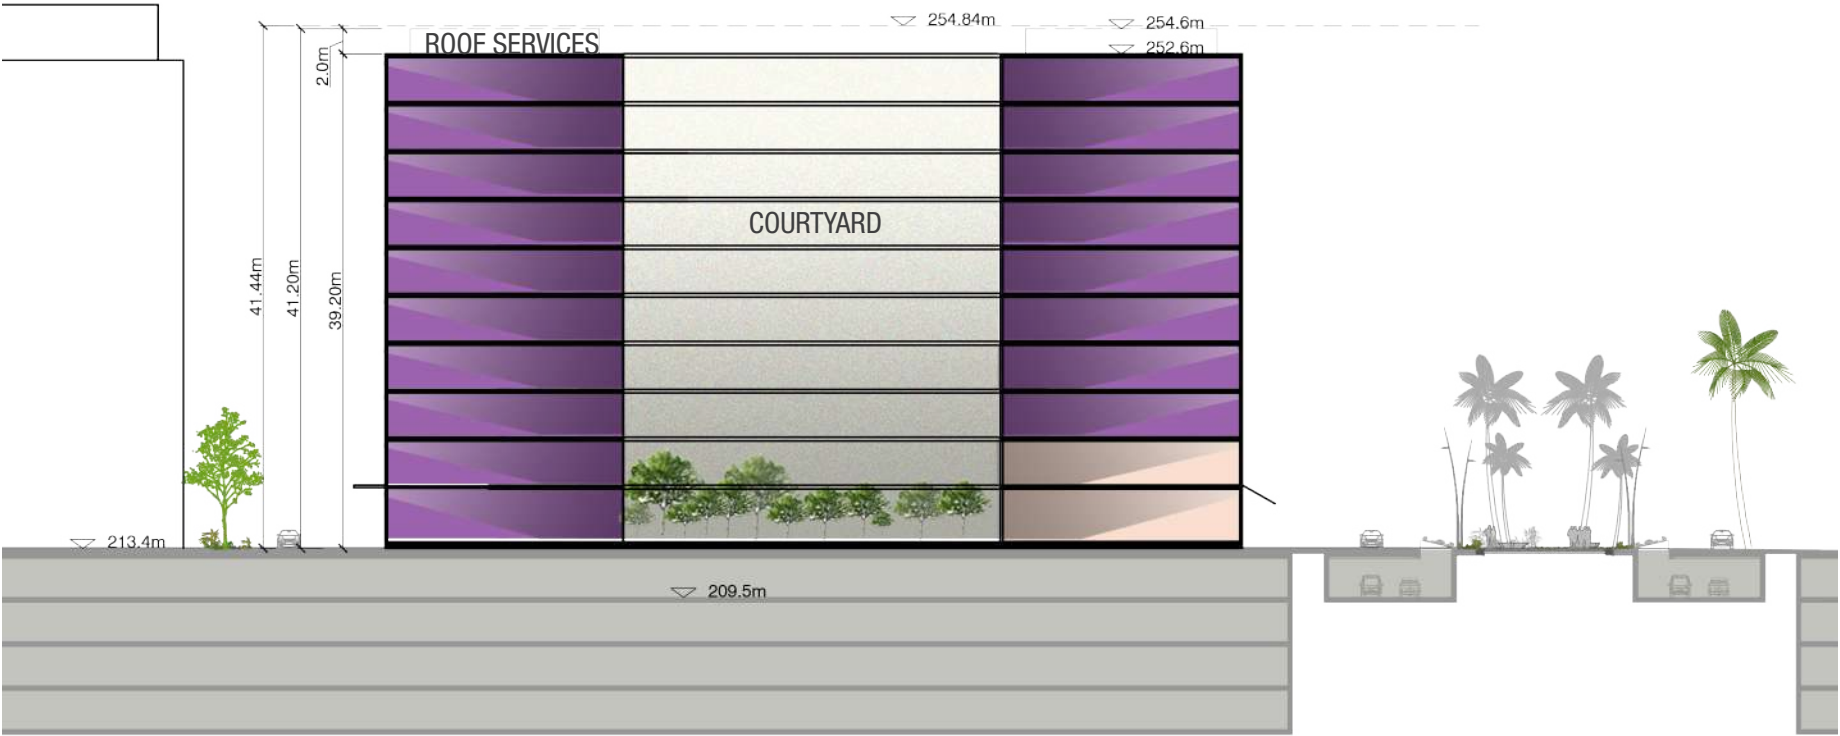 254.84m
254.6m
ROOF SERVICES
252.6m
2.0m
COURTYARD
41.44m
41.20m
39.20m
213.4m
209.5m